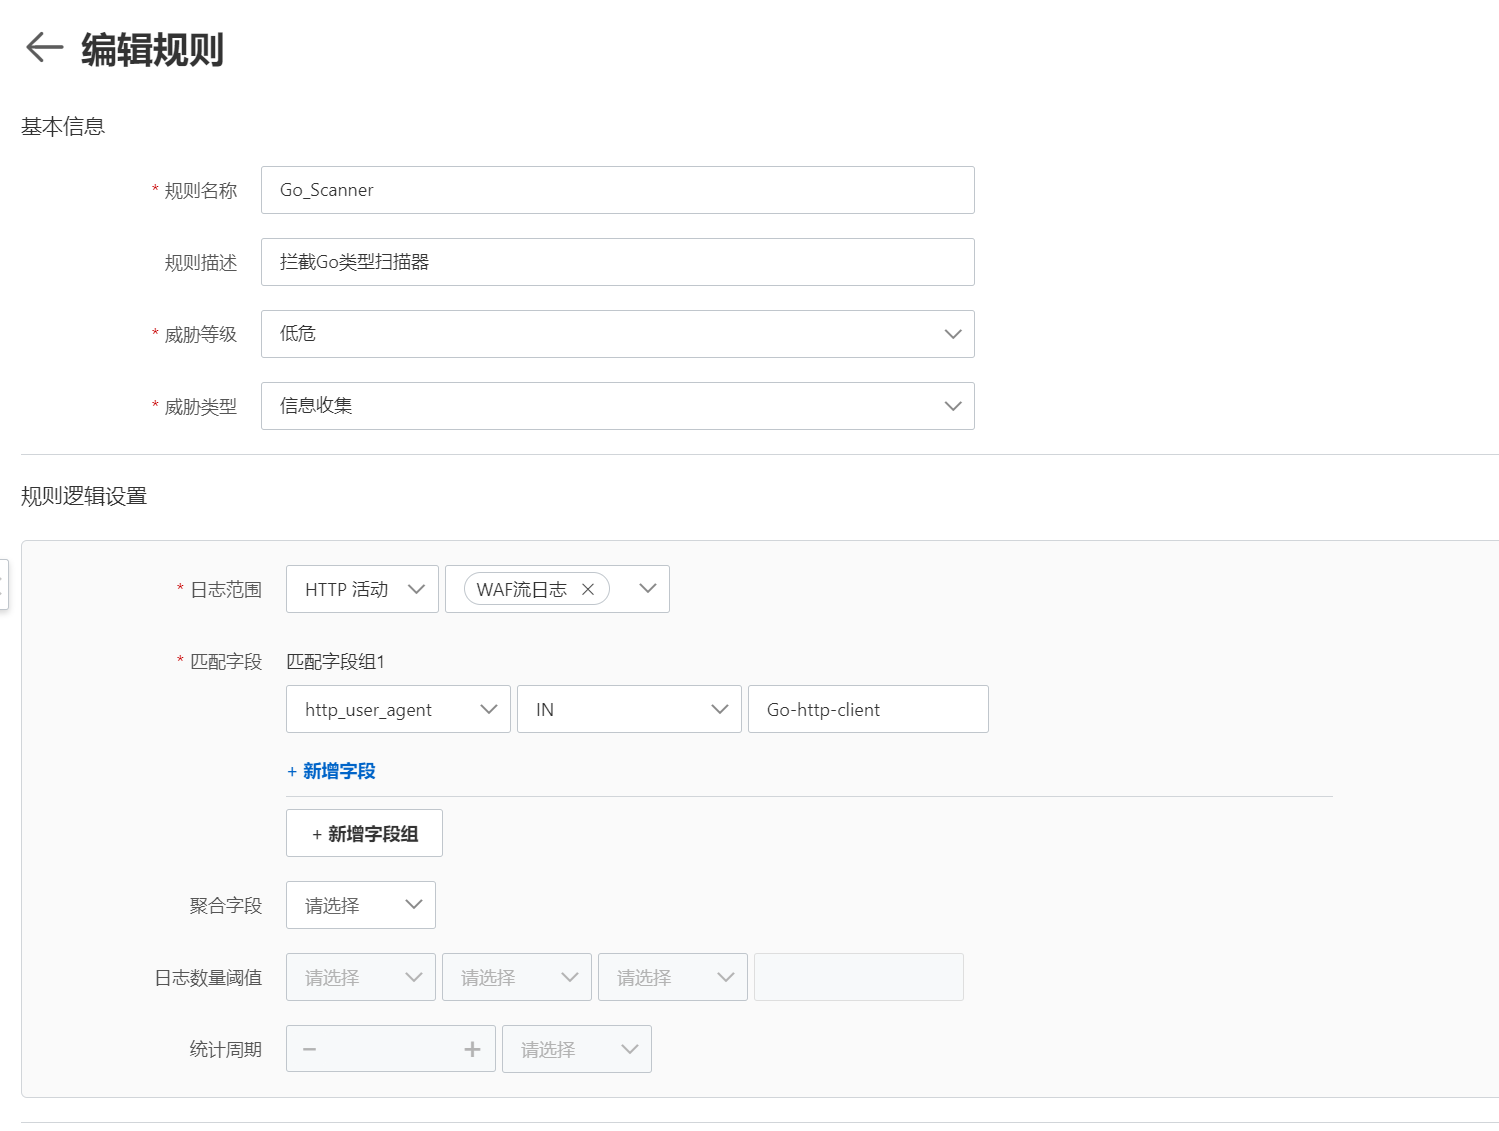 编辑规则
基本信息
* 规则名称 Go_Scanner
规则描述 拦截Go类型扫描器
* 威胁等级 低危
* 威胁类型 信息收集
规则逻辑设置
* 日志范围 HTTP 活动 WAF流日志
* 匹配字段 匹配字段组1
http_user_agent IN Go-http-client
+ 新增字段
+ 新增字段组
聚合字段 请选择
日志数量阈值 请选择 请选择 请选择
统计周期 − + 请选择